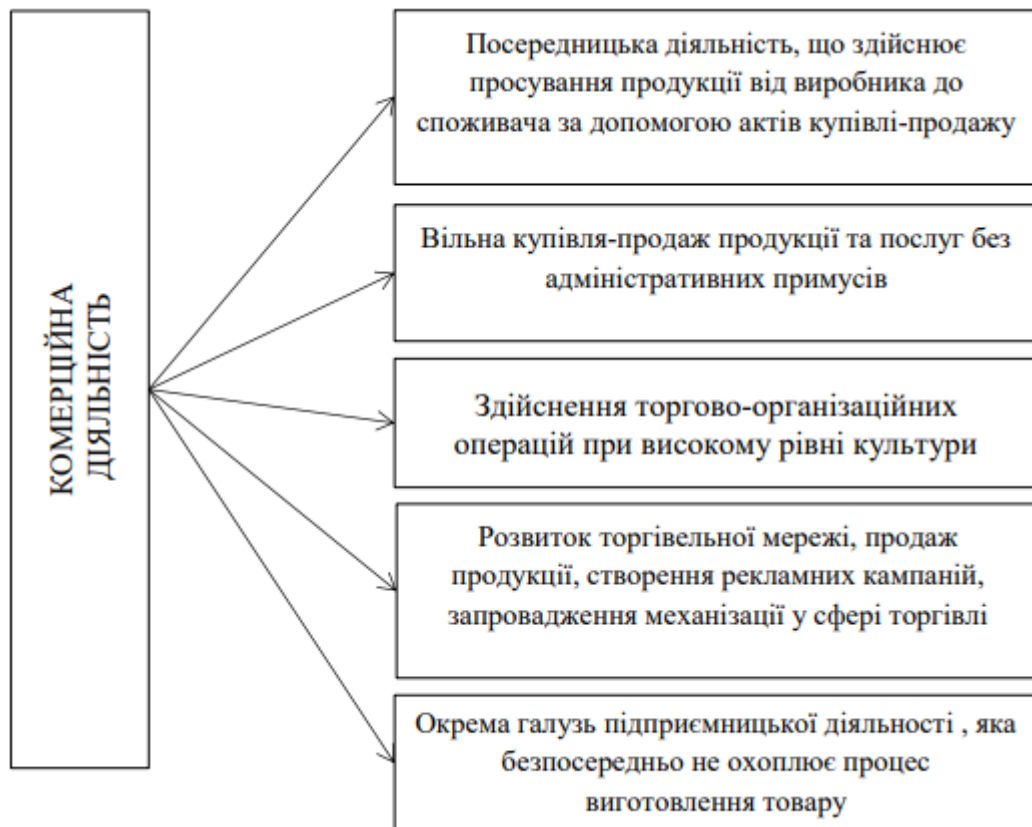 КОМЕРЦІЙНА
ДІЯЛЬНІСТЬ
Посередницька діяльність, що здійснює
просування продукції від виробника до
споживача за допомогою актів купівлі-продажу
Вільна купівля-продаж продукції та послуг без
адміністративних примусів
Здійснення торгово-організаційних
операцій при високому рівні культури
Розвиток торгівельної мережі, продаж
продукції, створення рекламних кампаній,
запровадження механізації у сфері торгівлі
Окрема галузь підприємницької діяльності , яка
безпосередньо не охоплює процес
виготовлення товару